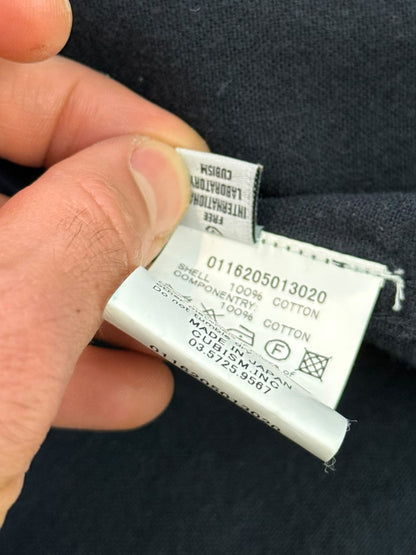 FREE
INTERNATIONAL
LABORATORY
CUBISM
0116205013020
SHELL
100% COTTON
COMPONENTRY:
100% COTTON
F
MADE IN JAPAN
CUBISM.INC
03.5725.9567